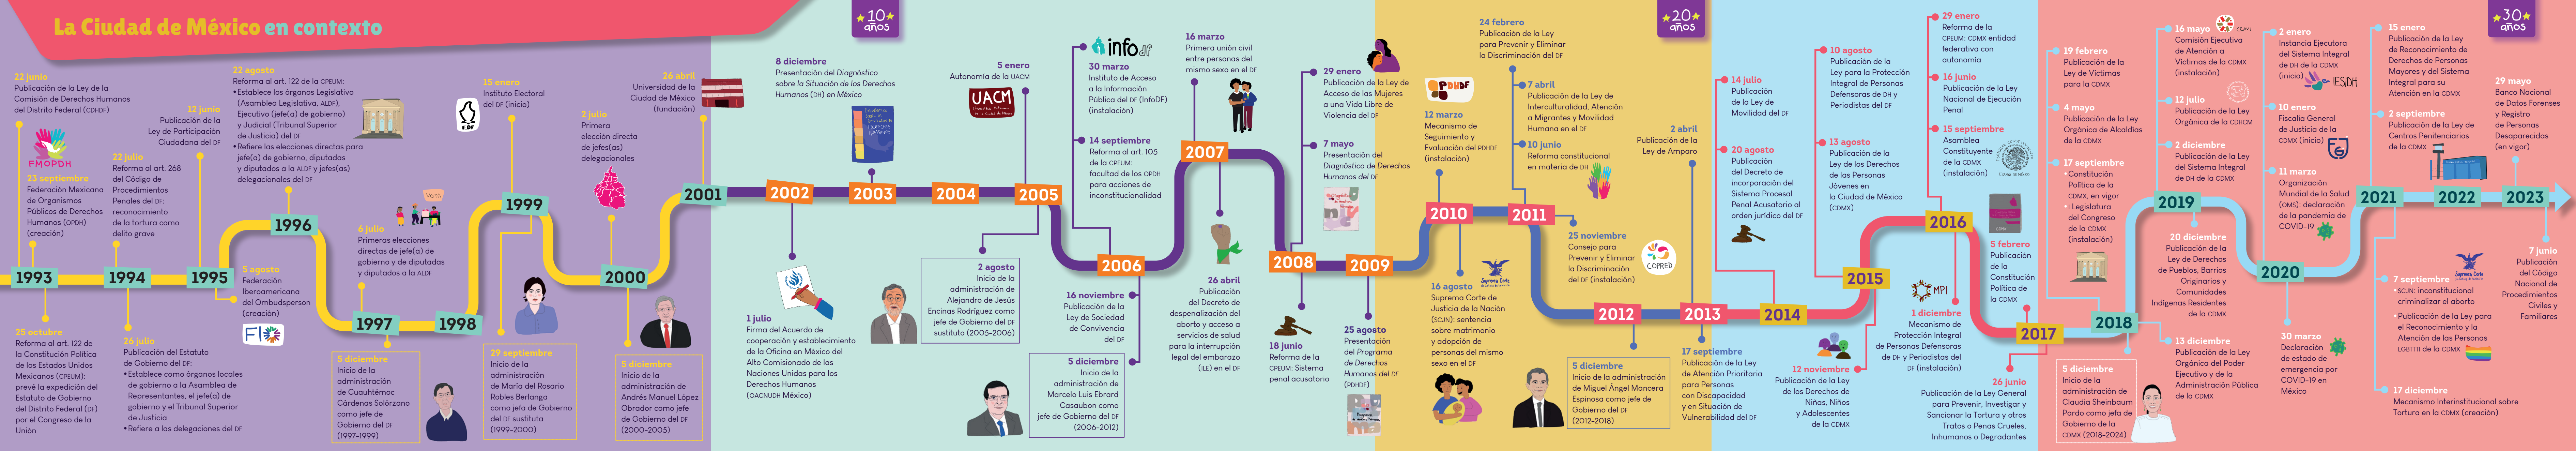 La Ciudad de México en contexto
10
años
20
años
30
años
22 junio
Publicación de la Ley de la
Comisión de Derechos Humanos
del Distrito Federal (CDHDF)
FMOPDH
23 septiembre
Federación Mexicana
de Organismos
Públicos de Derechos
Humanos (OPDH)
(creación)
1993
25 octubre
Reforma al art. 122 de
la Constitución Política
de los Estados Unidos
Mexicanos (CPEUM):
prevé la expedición del
Estatuto de Gobierno
del Distrito Federal (DF)
por el Congreso de la
Unión
22 julio
Reforma al art. 268
del Código de
Procedimientos
Penales del DF:
reconocimiento
de la tortura como
delito grave
1994
26 julio
Publicación del Estatuto
de Gobierno del DF:
• Establece como órganos locales
de gobierno a la Asamblea de
Representantes, el jefe(a) de
gobierno y el Tribunal Superior
de Justicia
• Refiere a las delegaciones del DF
12 junio
Publicación de la
Ley de Participación
Ciudadana del DF
1995
5 agosto
Federación
Iberoamericana
del Ombudsperson
(creación)
FIO
22 agosto
Reforma al art. 122 de la CPEUM:
• Establece los órganos Legislativo
(Asamblea Legislativa, ALDF),
Ejecutivo (jefe(a) de gobierno)
y Judicial (Tribunal Superior
de Justicia) del DF
• Refiere las elecciones directas para
jefe(a) de gobierno, diputadas
y diputados a la ALDF y jefes(as)
delegacionales del DF
1996
6 julio
Primeras elecciones
directas de jefe(a) de
gobierno y de diputadas
y diputados a la ALDF
1997
5 diciembre
Inicio de la
administración
de Cuauhtémoc
Cárdenas Solórzano
como jefe de
Gobierno del DF
(1997-1999)
1998
15 enero
Instituto Electoral
del DF (inicio)
IEDF
1999
29 septiembre
Inicio de la
administración
de María del Rosario
Robles Berlanga
como jefa de Gobierno
del DF sustituta
(1999-2000)
2 julio
Primera
elección directa
de jefes(as)
delegacionales
2000
5 diciembre
Inicio de la
administración de
Andrés Manuel López
Obrador como jefe
de Gobierno del DF
(2000-2005)
26 abril
Universidad de la
Ciudad de México
(fundación)
2001
8 diciembre
Presentación del Diagnóstico
sobre la Situación de los Derechos
Humanos (DH) en México
2002
1 julio
Firma del Acuerdo de
cooperación y establecimiento
de la Oficina en México del
Alto Comisionado de las
Naciones Unidas para los
Derechos Humanos
(OACNUDH México)
2003
2004
5 enero
Autonomía de la UACM
UACM
2005
2 agosto
Inicio de la
administración de
Alejandro de Jesús
Encinas Rodríguez como
jefe de Gobierno del DF
sustituto (2005-2006)
info df
30 marzo
Instituto de Acceso
a la Información
Pública del DF (InfoDF)
(instalación)
14 septiembre
Reforma al art. 105
de la CPEUM:
facultad de los OPDH
para acciones de
inconstitucionalidad
2006
16 noviembre
Publicación de la
Ley de Sociedad
de Convivencia
del DF
5 diciembre
Inicio de la
administración de
Marcelo Luis Ebrard
Casaubon como
jefe de Gobierno del DF
(2006-2012)
16 marzo
Primera unión civil
entre personas del
mismo sexo en el DF
2007
26 abril
Publicación
del Decreto de
despenalización del
aborto y acceso a
servicios de salud
para la interrupción
legal del embarazo
(ILE) en el DF
29 enero
Publicación de la Ley de
Acceso de las Mujeres
a una Vida Libre de
Violencia del DF
7 mayo
Presentación del
Diagnóstico de Derechos
Humanos del DF
2008
18 junio
Reforma de la
CPEUM: Sistema
penal acusatorio
2009
25 agosto
Presentación
del Programa
de Derechos
Humanos del DF
(PDHDF)
PDHDF
12 marzo
Mecanismo de
Seguimiento y
Evaluación del PDHDF
(instalación)
2010
16 agosto
Suprema Corte de
Justicia de la Nación
(SCJN): sentencia
sobre matrimonio
y adopción de
personas del mismo
sexo en el DF
Suprema Corte
24 febrero
Publicación de la Ley
para Prevenir y Eliminar
la Discriminación del DF
7 abril
Publicación de la Ley de
Interculturalidad, Atención
a Migrantes y Movilidad
Humana en el DF
10 junio
Reforma constitucional
en materia de DH
2011
25 noviembre
Consejo para
Prevenir y Eliminar
la Discriminación
del DF (instalación)
COPRED
2012
5 diciembre
Inicio de la administración
de Miguel Ángel Mancera
Espinosa como jefe de
Gobierno del DF
(2012-2018)
2 abril
Publicación de la
Ley de Amparo
2013
17 septiembre
Publicación de la Ley
de Atención Prioritaria
para Personas
con Discapacidad
y en Situación de
Vulnerabilidad del DF
14 julio
Publicación
de la Ley de
Movilidad del DF
20 agosto
Publicación
del Decreto de
incorporación del
Sistema Procesal
Penal Acusatorio al
orden jurídico del DF
2014
10 agosto
Publicación de la
Ley para la Protección
Integral de Personas
Defensoras de DH y
Periodistas del DF
13 agosto
Publicación de la
Ley de los Derechos
de las Personas
Jóvenes en
la Ciudad de México
(CDMX)
2015
12 noviembre
Publicación de la Ley
de los Derechos de
Niñas, Niños
y Adolescentes
de la CDMX
29 enero
Reforma de la
CPEUM: CDMX entidad
federativa con
autonomía
16 junio
Publicación de la Ley
Nacional de Ejecución
Penal
15 septiembre
Asamblea
Constituyente
de la CDMX
(instalación)
2016
MPI
1 diciembre
Mecanismo de
Protección Integral
de Personas Defensoras
de DH y Periodistas del
DF (instalación)
5 febrero
Publicación
de la
Constitución
Política de
la CDMX
2017
26 junio
Publicación de la Ley General
para Prevenir, Investigar y
Sancionar la Tortura y otros
Tratos o Penas Crueles,
Inhumanos o Degradantes
19 febrero
Publicación de la
Ley de Víctimas
para la CDMX
4 mayo
Publicación de la Ley
Orgánica de Alcaldías
de la CDMX
17 septiembre
• Constitución
Política de la
CDMX, en vigor
• I Legislatura
del Congreso
de la CDMX
(instalación)
2018
5 diciembre
Inicio de la
administración de
Claudia Sheinbaum
Pardo como jefa de
Gobierno de la
CDMX (2018-2024)
13 diciembre
Publicación de la Ley
Orgánica del Poder
Ejecutivo y de la
Administración Pública
de la CDMX
16 mayo
Comisión Ejecutiva
de Atención a
Víctimas de la CDMX
(instalación)
12 julio
Publicación de la Ley
Orgánica de la CDHCM
2 diciembre
Publicación de la Ley
del Sistema Integral
de DH de la CDMX
2019
20 diciembre
Publicación de la
Ley de Derechos
de Pueblos, Barrios
Originarios y
Comunidades
Indígenas Residentes
de la CDMX
2 enero
Instancia Ejecutora
del Sistema Integral
de DH de la CDMX
(inicio)
IESIDH
10 enero
Fiscalía General
de Justicia de la
CDMX (inicio)
11 marzo
Organización
Mundial de la Salud
(OMS): declaración
de la pandemia de
COVID-19
2020
30 marzo
Declaración
de estado de
emergencia por
COVID-19 en
México
15 enero
Publicación de la Ley
de Reconocimiento de
Derechos de Personas
Mayores y del Sistema
Integral para su
Atención en la CDMX
2 septiembre
Publicación de la Ley de
Centros Penitenciarios
de la CDMX
2021
7 septiembre
• SCJN: inconstitucional
criminalizar el aborto
• Publicación de la Ley para
el Reconocimiento y la
Atención de las Personas
LGBTTTI de la CDMX
Suprema Corte
17 diciembre
Mecanismo Interinstitucional sobre
Tortura en la CDMX (creación)
2022
29 mayo
Banco Nacional
de Datos Forenses
y Registro
de Personas
Desaparecidas
(en vigor)
2023
7 junio
Publicación
del Código
Nacional de
Procedimientos
Civiles y
Familiares